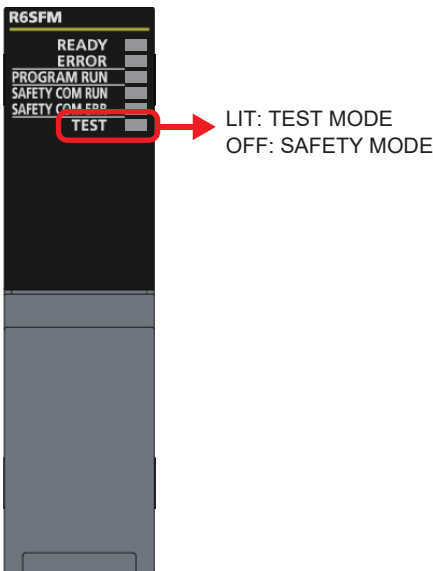 R6SFM
READY
ERROR
PROGRAM RUN
SAFETY COM RUN
SAFETY COM ERR
TEST
LIT: TEST MODE
OFF: SAFETY MODE